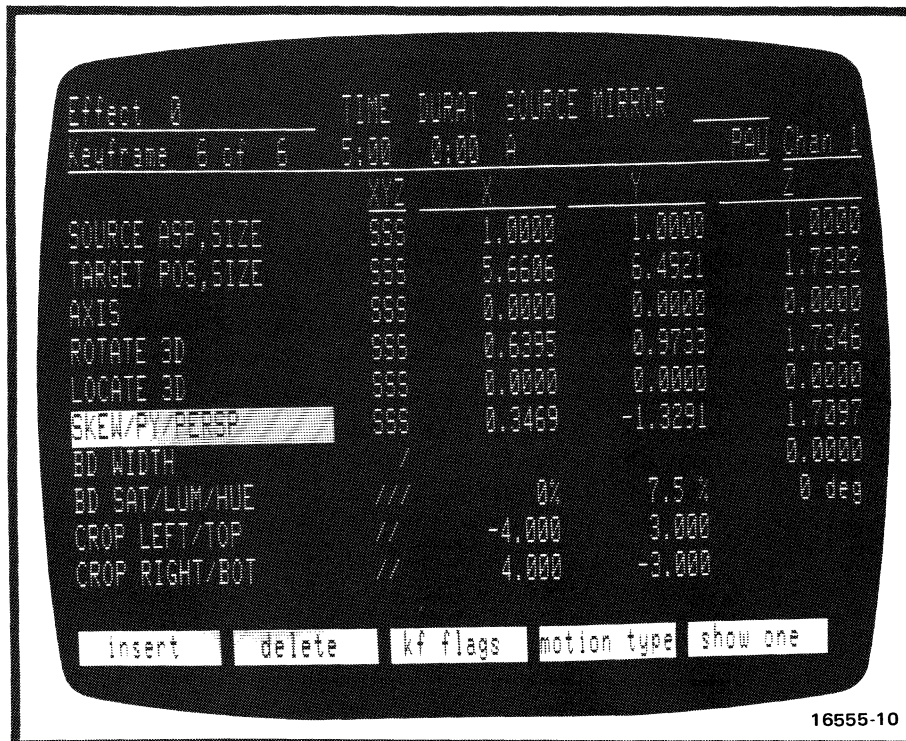 Effect 0 TIME DURAT SOURCE MIRROR
Keyframe 6 of 6 5:00 0:00 A PAU Chan 1
XYZ X Y Z
SOURCE ASP,SIZE SSS 1.0000 1.0000 1.0000
TARGET POS,SIZE SSS 5.6606 6.4921 1.7392
AXIS SSS 0.0000 0.0000 0.0000
ROTATE 3D SSS 0.6395 0.9733 1.7346
LOCATE 3D SSS 0.0000 0.0000 0.0000
SKEW/PY/PERSP SSS 0.3469 -1.3291 1.7097
BD WIDTH / 0.0000
BD SAT/LUM/HUE /// 0% 7.5 % 0 deg
CROP LEFT/TOP // -4.000 3.000
CROP RIGHT/BOT // 4.000 -3.000
insert delete kf flags motion type show one
16555-10